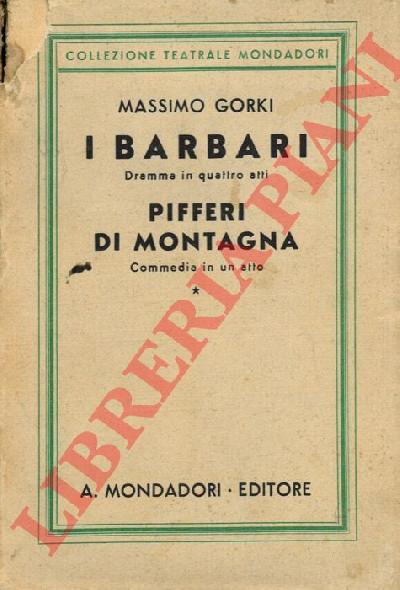 COLLEZIONE TEATRALE MONDADORI
MASSIMO GORKI
I BARBARI
Dramma in quattro atti
PIFFERI
DI MONTAGNA
Commedia in un atto
*
A. MONDADORI · EDITORE
LIBRERIA PIANI